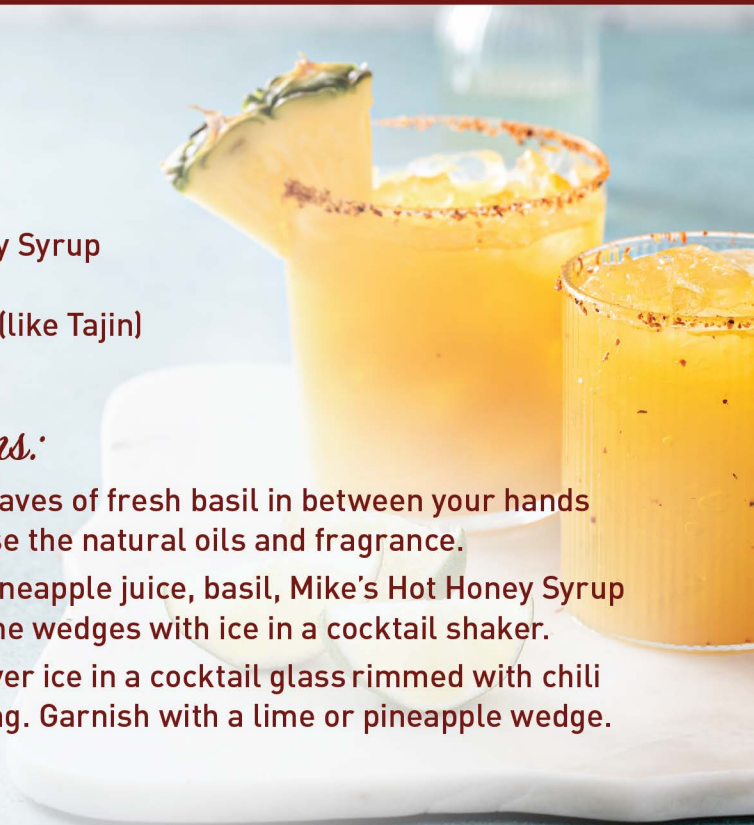 y Syrup
(like Tajin)
ns:
aves of fresh basil in between your hands
se the natural oils and fragrance.
neapple juice, basil, Mike's Hot Honey Syrup
ne wedges with ice in a cocktail shaker.
ver ice in a cocktail glass rimmed with chili
ng. Garnish with a lime or pineapple wedge.